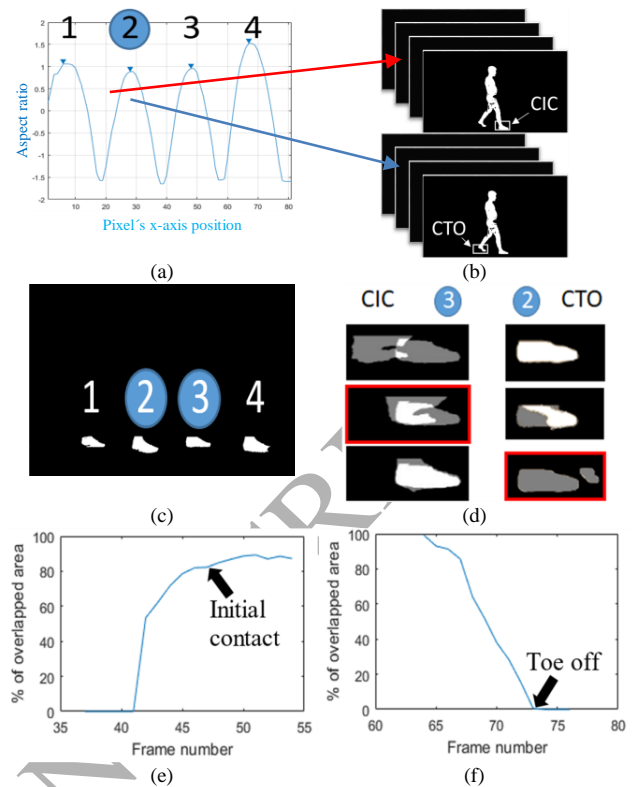 1 2 3 4
2
1.5
1
0.5
0
-0.5
-1
-1.5
-2
Aspect ratio
10 20 30 40 50 60 70 80
Pixel´s x-axis position
CIC
CTO
(a) (b)
1 2 3 4
CIC 3 2 CTO
(c) (d)
100
80
60
40
20
0
% of overlapped area
Initial
contact
35 40 45 50 55
Frame number
100
80
60
40
20
0
% of overlapped area
Toe off
60 65 70 75 80
Frame number
(e) (f)